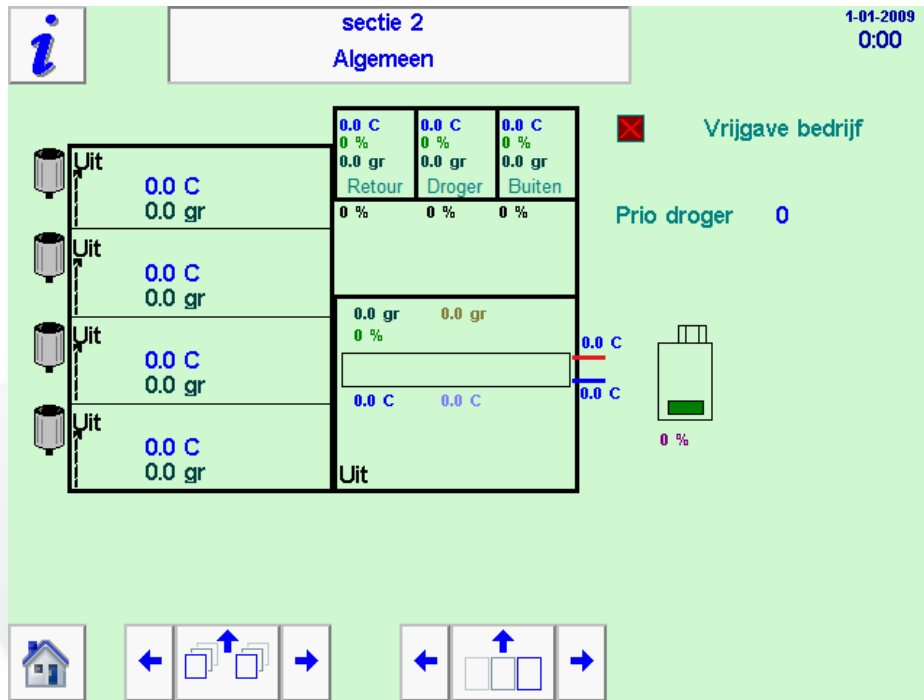 i
sectie 2
Algemeen
1-01-2009
0:00
0.0 C 0.0 C 0.0 C
0 % 0 % 0 %
0.0 gr 0.0 gr 0.0 gr
Retour Droger Buiten
0 % 0 % 0 %
Vrijgave bedrijf
Prio droger 0
Uit
0.0 C
0.0 gr
Uit
0.0 C
0.0 gr
Uit
0.0 C
0.0 gr
Uit
0.0 C
0.0 gr
0.0 gr 0.0 gr
0 %
0.0 C
0.0 C
0.0 C 0.0 C
Uit
0 %